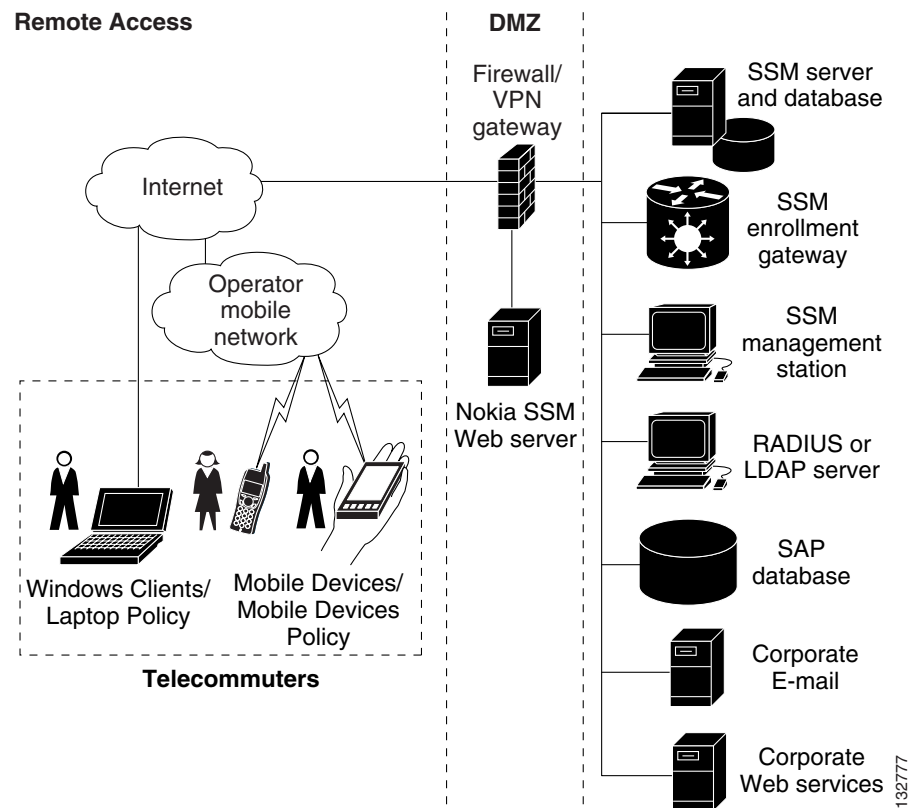 Remote Access
DMZ
Firewall/
VPN
gateway
SSM server
and database
Internet
SSM
enrollment
gateway
Operator
mobile
network
SSM
management
station
Nokia SSM
Web server
RADIUS or
LDAP server
Windows Clients/
Laptop Policy
Mobile Devices/
Mobile Devices
Policy
SAP
database
Telecommuters
Corporate
E-mail
Corporate
Web services
132777